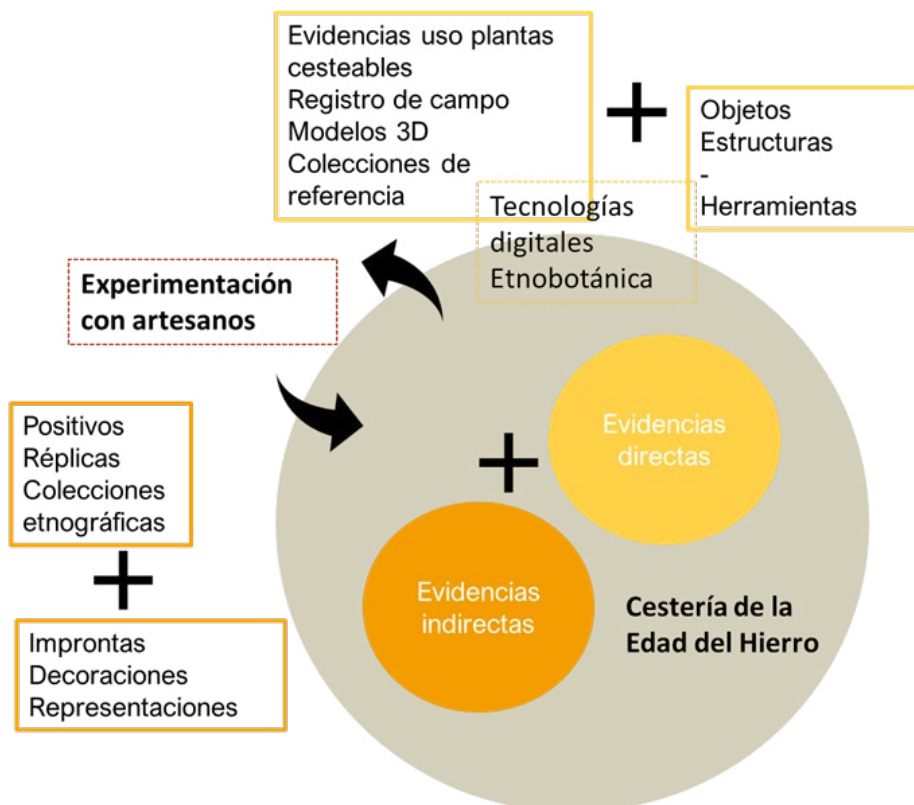 Evidencias uso plantas
cesteables
Registro de campo
Modelos 3D
Colecciones de
referencia
Objetos
Estructuras
-
Herramientas
Tecnologías
digitales
Etnobotánica
Experimentación
con artesanos
Positivos
Réplicas
Colecciones
etnográficas
Evidencias
directas
Evidencias
indirectas
Cestería de la
Edad del Hierro
Improntas
Decoraciones
Representaciones